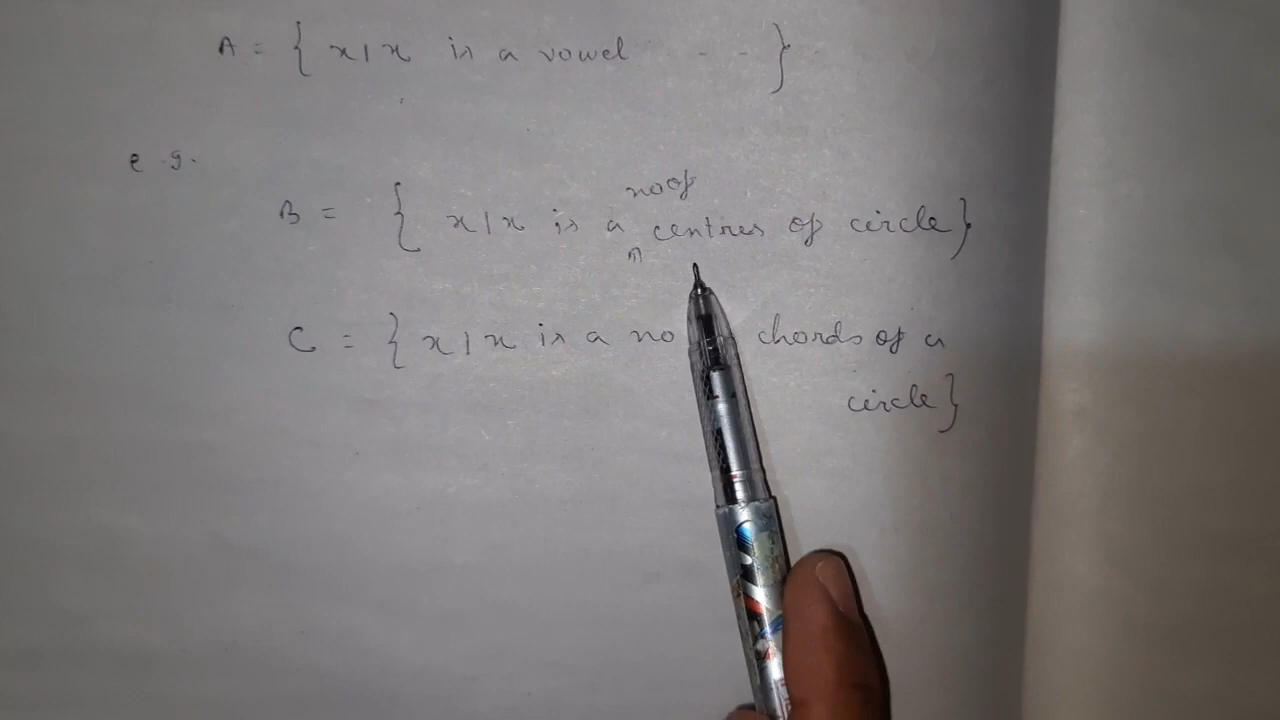 A = { x | x is a vowel - - }
e.g.
no of
B = { x | x is a centres of circle }
C = { x | x is a no chords of a
circle }